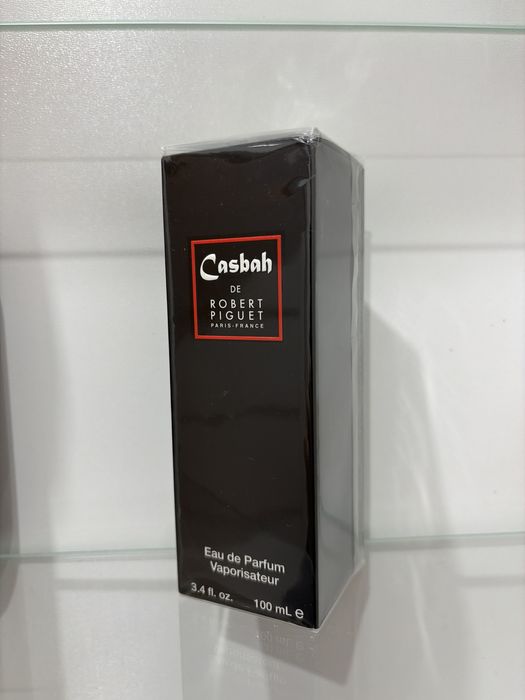 Casbah
DE
ROBERT
PIGUET
PARIS-FRANCE
Eau de Parfum
Vaporisateur
3.4 fl. oz. 100 mL e